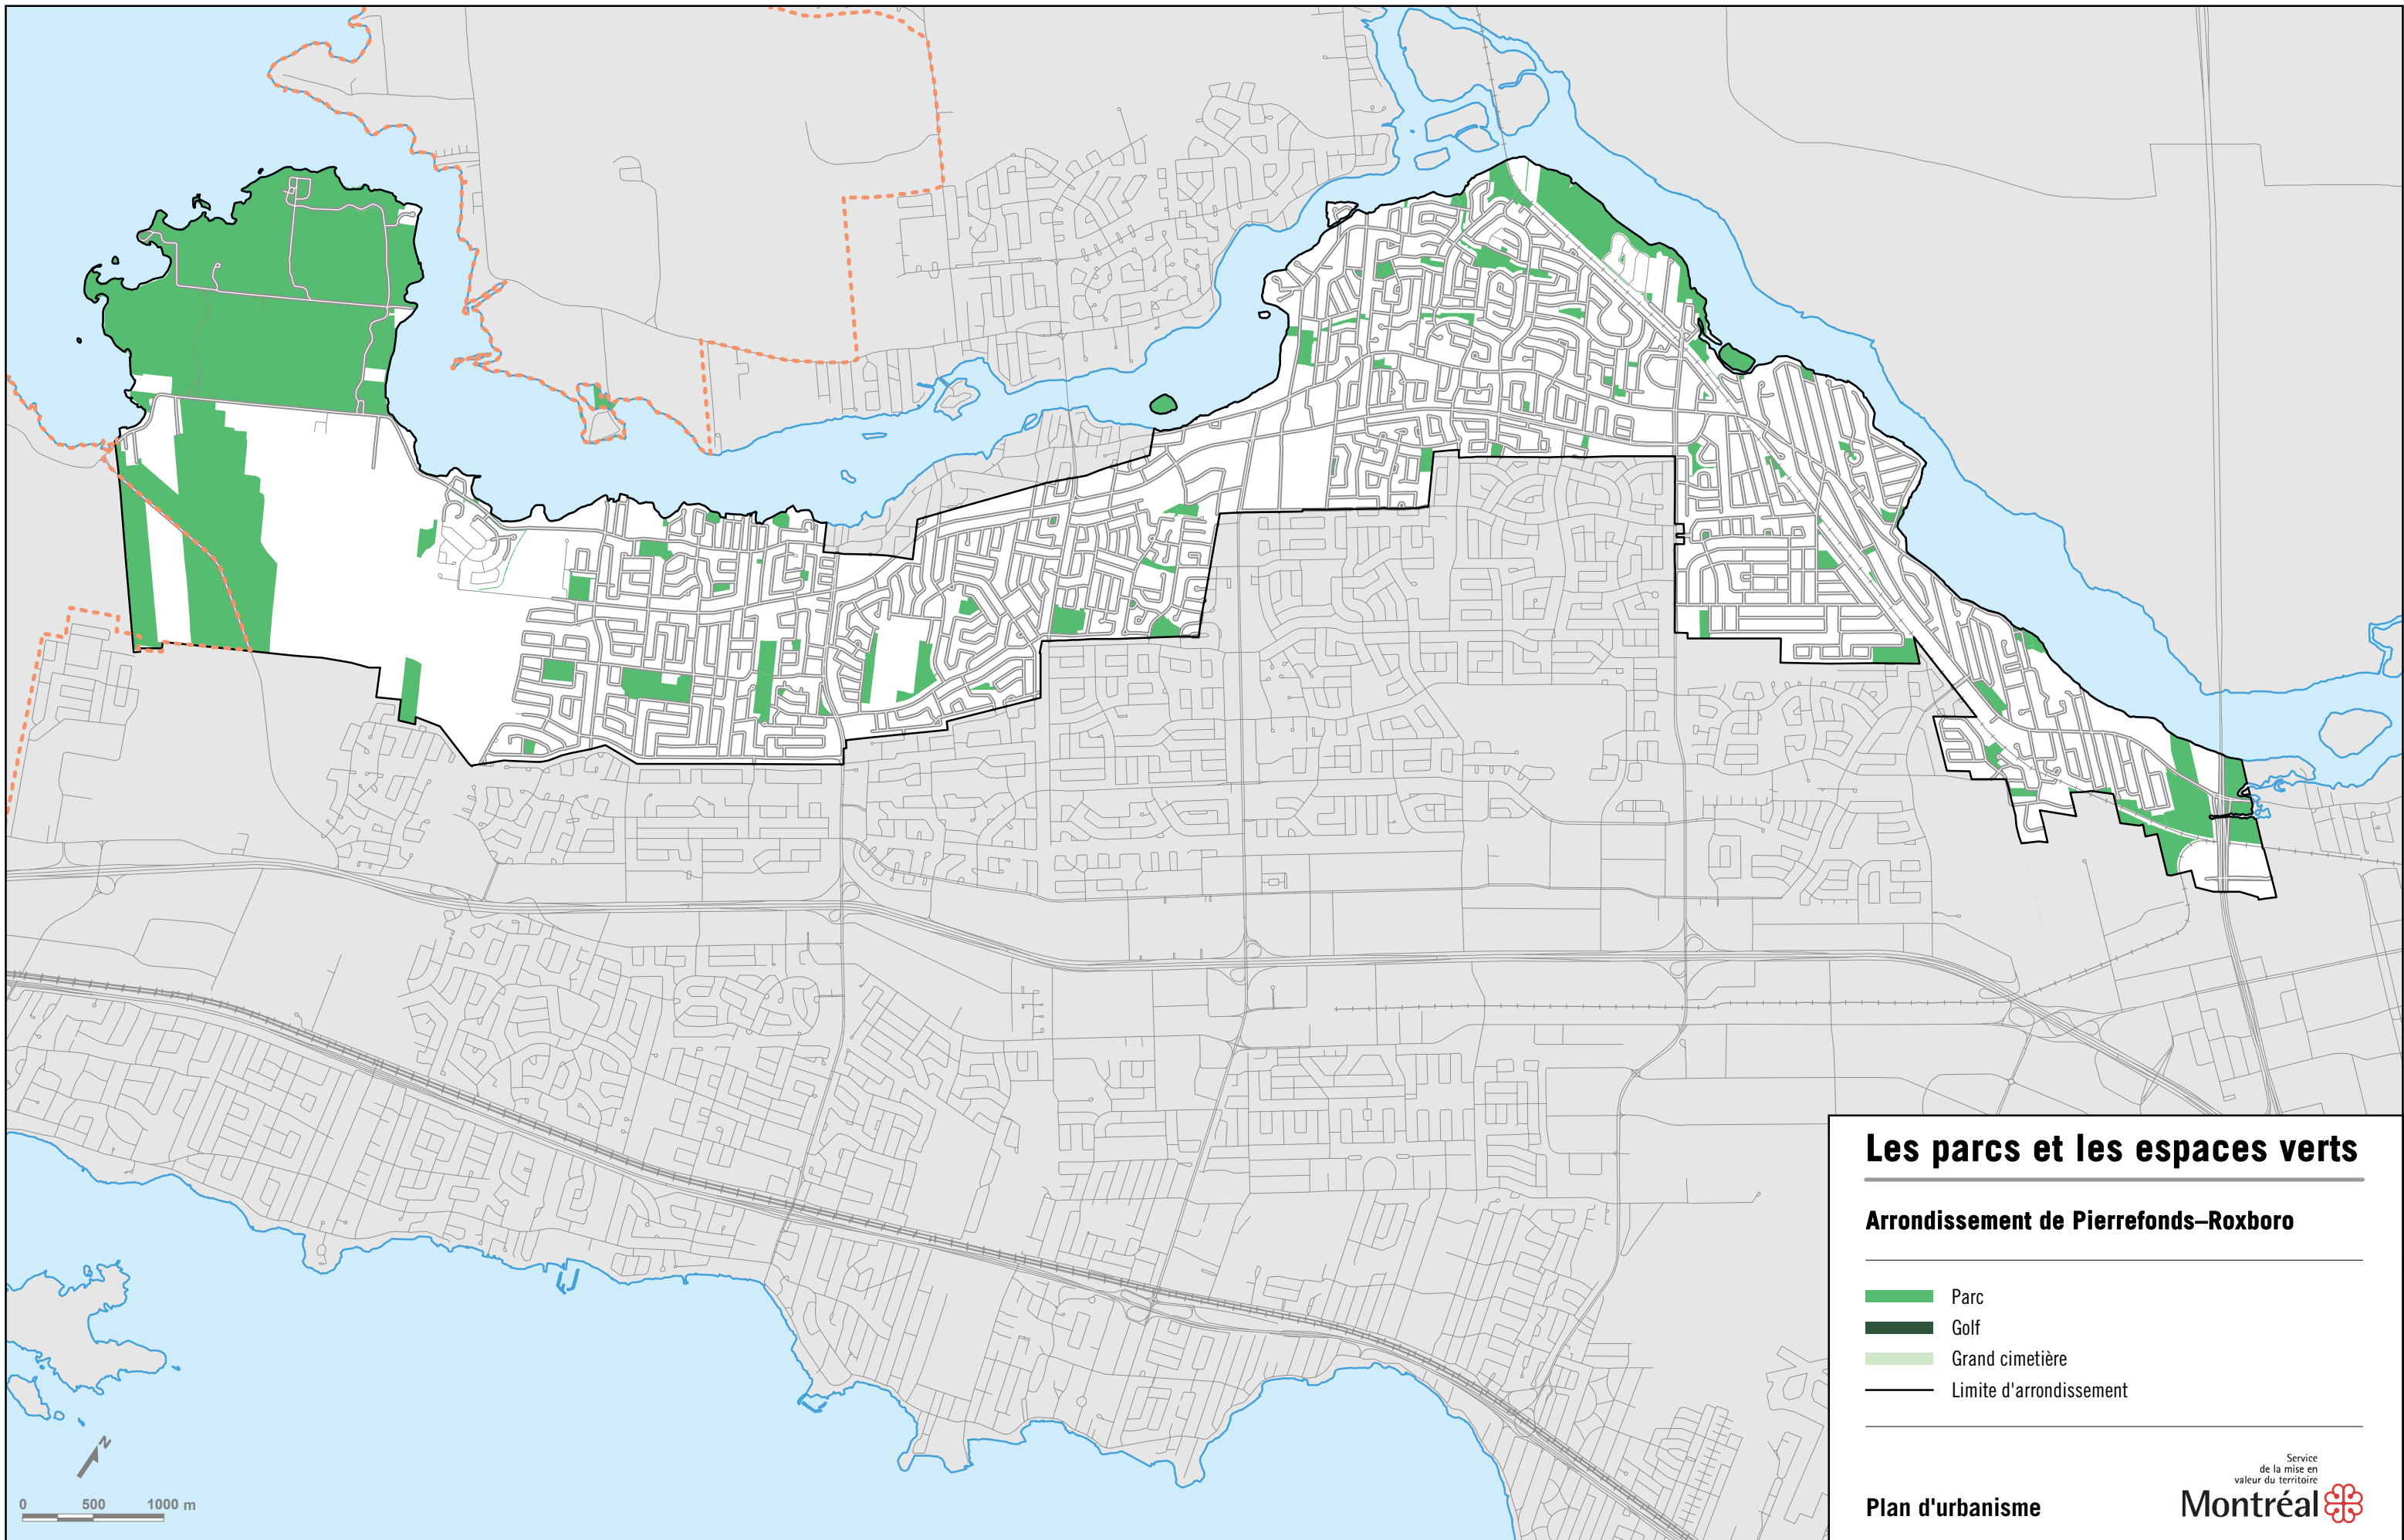 Les parcs et les espaces verts
Arrondissement de Pierrefonds–Roxboro
Parc
Golf
Grand cimetière
Limite d'arrondissement
Service
de la mise en
valeur du territoire
Plan d'urbanisme
Montréal
N
0 500 1000 m